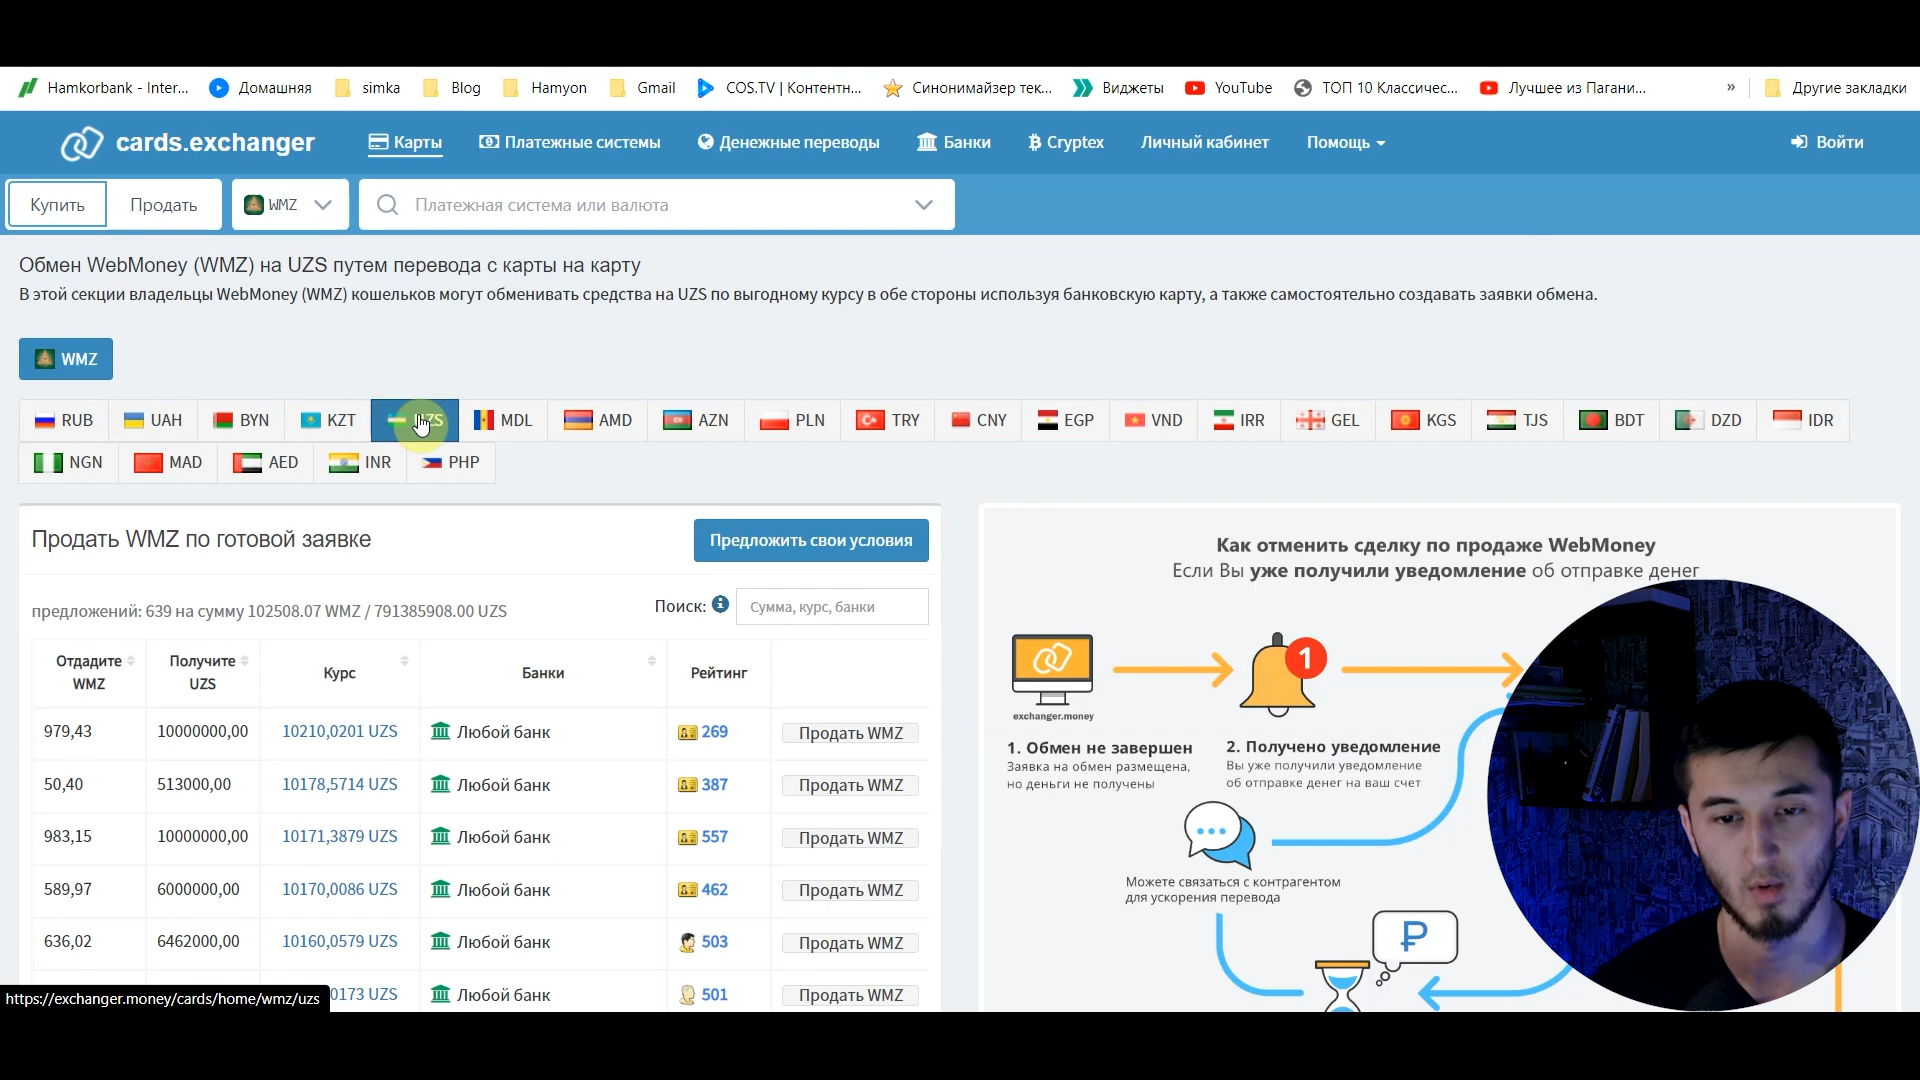 Hamkorbank - Inter...
Домашняя
simka
Blog
Hamyon
Gmail
COS.TV | Контентн...
Синонимайзер тек...
Виджеты
YouTube
ТОП 10 Классичес...
Лучшее из Пагани...
»
Другие закладки
cards.exchanger
Карты
Платежные системы
Денежные переводы
Банки
Cryptex
Личный кабинет
Помощь
Войти
Купить
Продать
WMZ
Платежная система или валюта
Обмен WebMoney (WMZ) на UZS путем перевода с карты на карту
В этой секции владельцы WebMoney (WMZ) кошельков могут обменивать средства на UZS по выгодному курсу в обе стороны используя банковскую карту, а также самостоятельно создавать заявки обмена.
WMZ
RUB UAH BYN KZT UZS MDL AMD AZN PLN TRY CNY EGP VND IRR GEL KGS TJS BDT DZD IDR
NGN MAD AED INR PHP
Продать WMZ по готовой заявке
Предложить свои условия
предложений: 639 на сумму 102508.07 WMZ / 791385908.00 UZS
Поиск:
Сумма, курс, банки
Отдадите WMZ Получите UZS Курс Банки Рейтинг
979,43 10000000,00 10210,0201 UZS Любой банк 269 Продать WMZ
50,40 513000,00 10178,5714 UZS Любой банк 387 Продать WMZ
983,15 10000000,00 10171,3879 UZS Любой банк 557 Продать WMZ
589,97 6000000,00 10170,0086 UZS Любой банк 462 Продать WMZ
636,02 6462000,00 10160,0579 UZS Любой банк 503 Продать WMZ
0173 UZS Любой банк 501 Продать WMZ
https://exchanger.money/cards/home/wmz/uzs
Как отменить сделку по продаже WebMoney
Если Вы уже получили уведомление об отправке денег
exchanger.money
1
1. Обмен не завершен
Заявка на обмен размещена,
но деньги не получены
2. Получено уведомление
Вы уже получили уведомление
об отправке денег на ваш счет
Можете связаться с контрагентом
для ускорения перевода
₽